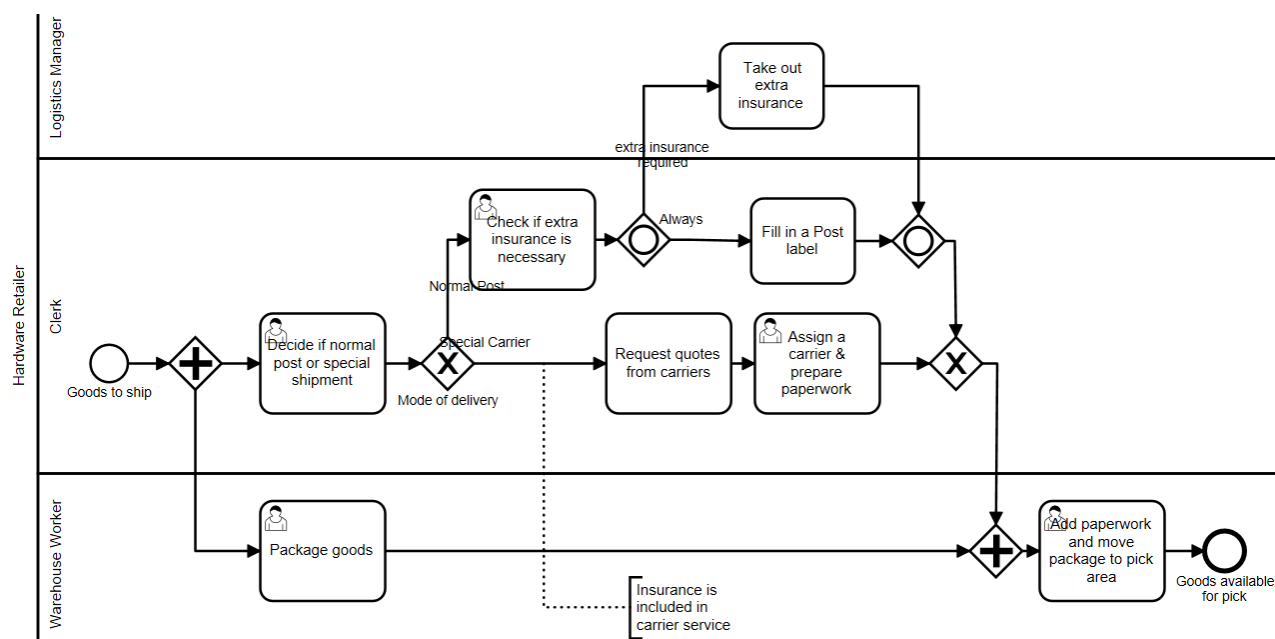 Hardware Retailer
Logistics Manager
Take out
extra
insurance
extra insurance
required
Clerk
Check if extra
insurance is
necessary
Always
Fill in a Post
label
Normal Post
Goods to ship
Decide if normal
post or special
shipment
Special Carrier
Mode of delivery
Request quotes
from carriers
Assign a
carrier &
prepare
paperwork
Warehouse Worker
Package goods
Add paperwork
and move
package to pick
area
Goods available
for pick
Insurance is
included in
carrier service